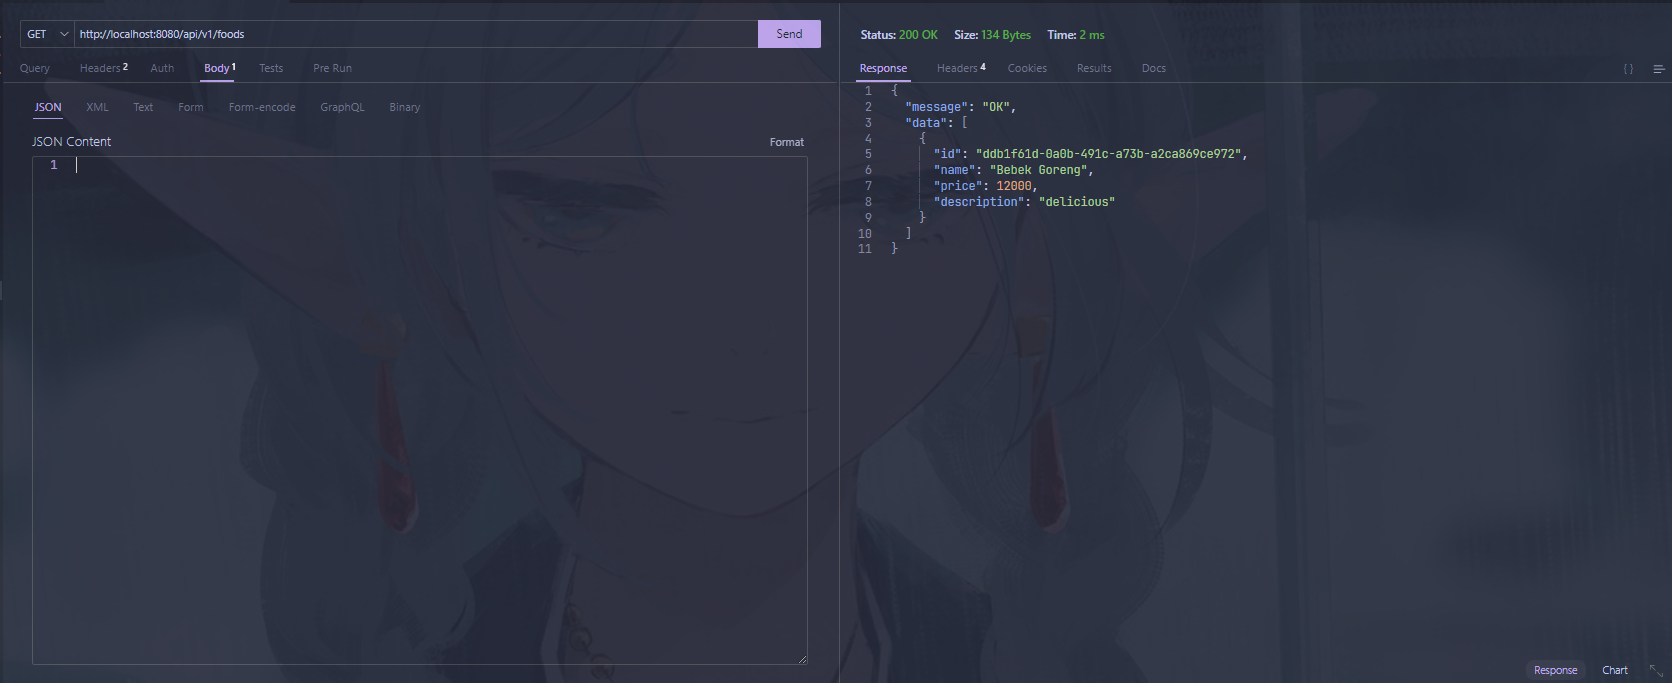 GET http://localhost:8080/api/v1/foods Send
Query Headers 2 Auth Body 1 Tests Pre Run
JSON XML Text Form Form-encode GraphQL Binary
JSON Content Format
1
Status: 200 OK Size: 134 Bytes Time: 2 ms
Response Headers 4 Cookies Results Docs { }
1 {
2 "message": "OK",
3 "data": [
4 {
5 "id": "ddb1f61d-0a0b-491c-a73b-a2ca869ce972",
6 "name": "Bebek Goreng",
7 "price": 12000,
8 "description": "delicious"
9 }
10 ]
11 }
Response Chart